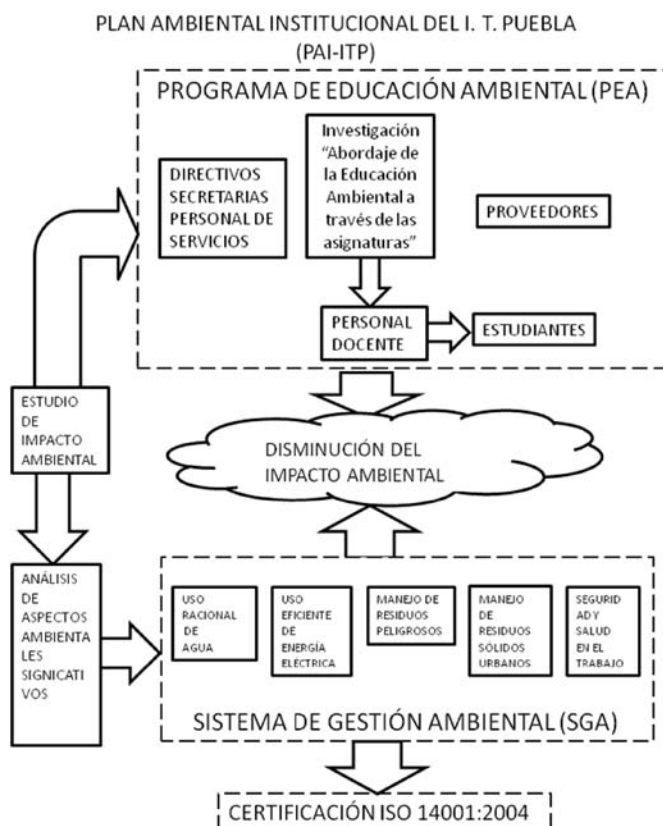 PLAN AMBIENTAL INSTITUCIONAL DEL I. T. PUEBLA
(PAI-ITP)
PROGRAMA DE EDUCACIÓN AMBIENTAL (PEA)
DIRECTIVOS
SECRETARIAS
PERSONAL DE
SERVICIOS
Investigación
“Abordaje de
la Educación
Ambiental a
través de las
asignaturas”
PROVEEDORES
PERSONAL
DOCENTE
ESTUDIANTES
ESTUDIO
DE
IMPACTO
AMBIENTAL
DISMINUCIÓN DEL
IMPACTO AMBIENTAL
ANÁLISIS
DE
ASPECTOS
AMBIENTA
LES
SIGNICATI
VOS
USO
RACIONAL
DE
AGUA
USO
EFICIENTE
DE
ENERGÍA
ELÉCTRICA
MANEJO DE
RESIDUOS
PELIGROSOS
MANEJO
DE
RESIDUOS
SÓLIDOS
URBANOS
SEGURID
AD Y
SALUD
EN EL
TRABAJO
SISTEMA DE GESTIÓN AMBIENTAL (SGA)
CERTIFICACIÓN ISO 14001:2004